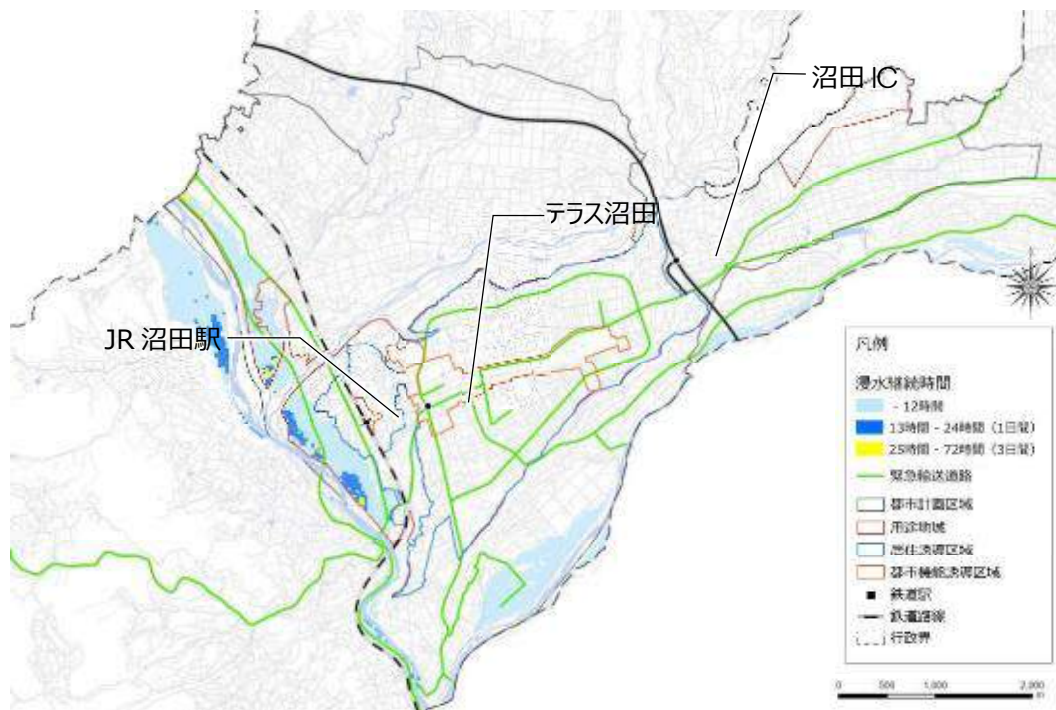 沼田 IC
テラス沼田
JR 沼田駅
凡例
浸水継続時間
- 12時間
13時間 - 24時間（1日間）
25時間 - 72時間（3日間）
緊急輸送道路
都市計画区域
用途地域
居住誘導区域
都市機能誘導区域
鉄道駅
鉄道路線
行政界
0 500 1,000 2,000
m